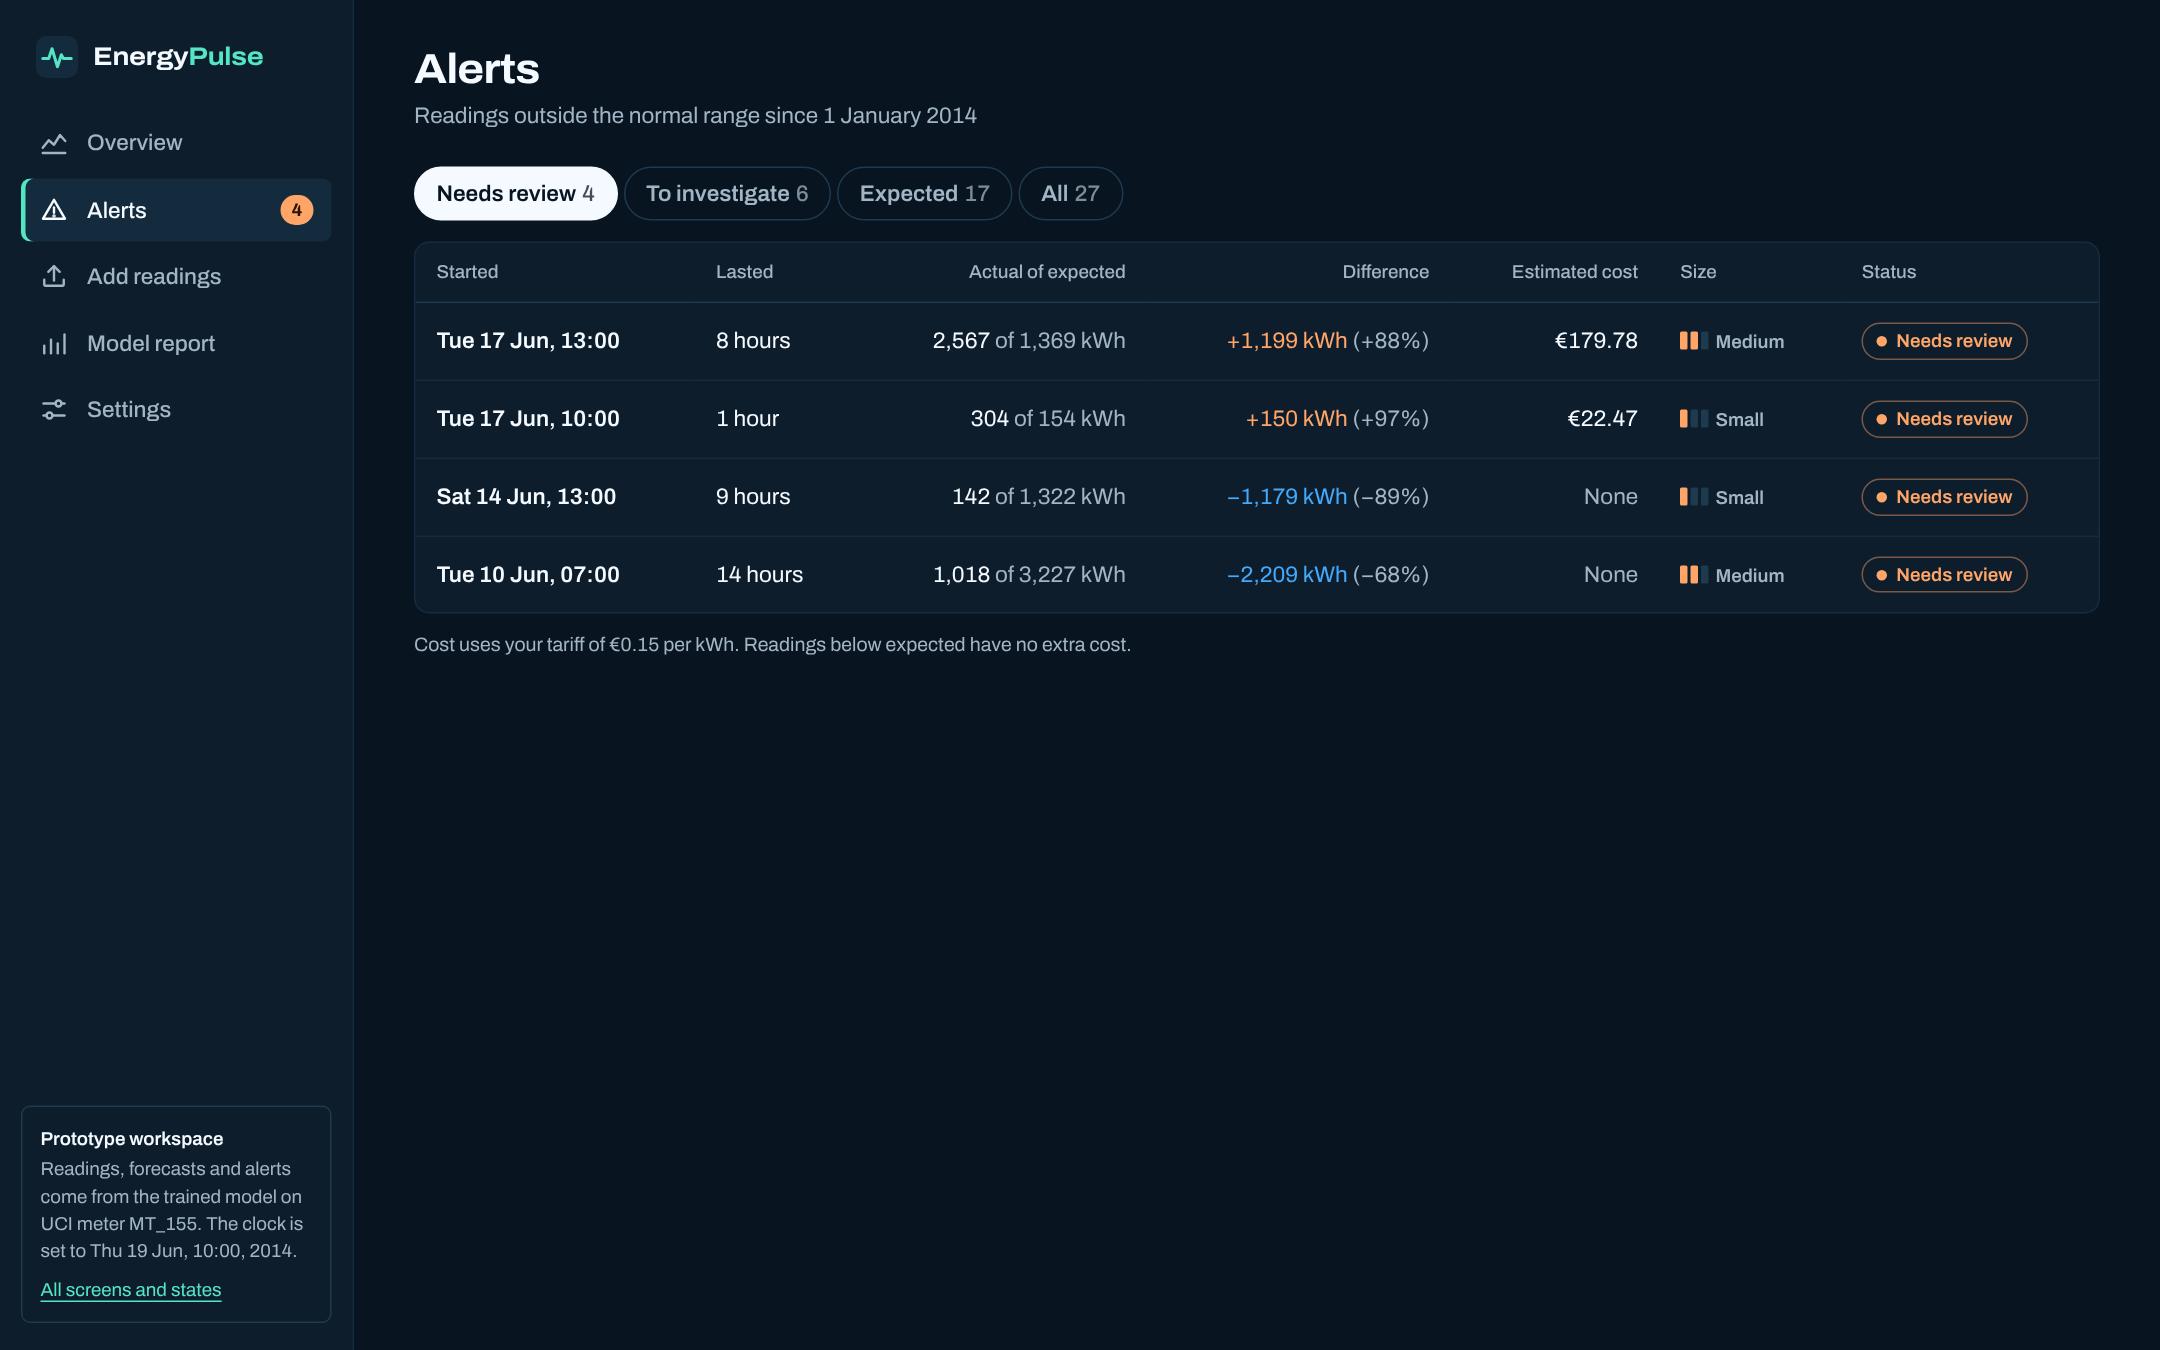 EnergyPulse
Overview
Alerts 4
Add readings
Model report
Settings
Prototype workspace
Readings, forecasts and alerts
come from the trained model on
UCI meter MT_155. The clock is
set to Thu 19 Jun, 10:00, 2014.
All screens and states
Alerts
Readings outside the normal range since 1 January 2014
Needs review 4 To investigate 6 Expected 17 All 27
Started Lasted Actual of expected Difference Estimated cost Size Status
Tue 17 Jun, 13:00 8 hours 2,567 of 1,369 kWh +1,199 kWh (+88%) €179.78 Medium Needs review
Tue 17 Jun, 10:00 1 hour 304 of 154 kWh +150 kWh (+97%) €22.47 Small Needs review
Sat 14 Jun, 13:00 9 hours 142 of 1,322 kWh −1,179 kWh (−89%) None Small Needs review
Tue 10 Jun, 07:00 14 hours 1,018 of 3,227 kWh −2,209 kWh (−68%) None Medium Needs review
Cost uses your tariff of €0.15 per kWh. Readings below expected have no extra cost.